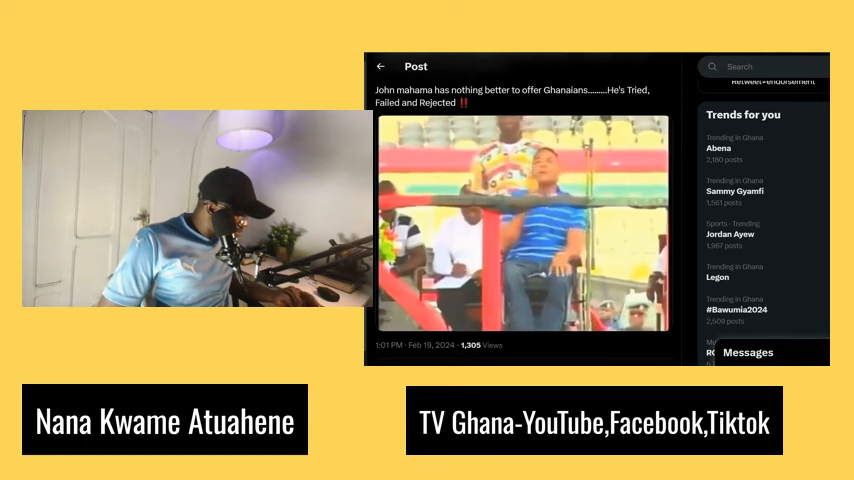 Post
Search
John mahama has nothing better to offer Ghanaians.........He's Tried,
Failed and Rejected ‼️
Retweet≠endorsement
Trends for you
Trending in Ghana
Abena
2,180 posts
Trending in Ghana
Sammy Gyamfi
1,561 posts
Sports · Trending
Jordan Ayew
1,967 posts
Trending in Ghana
Legon
Trending in Ghana
#Bawumia2024
2,509 posts
Messages
1:01 PM · Feb 19, 2024 · 1,305 Views
Nana Kwame Atuahene
TV Ghana-YouTube,Facebook,Tiktok